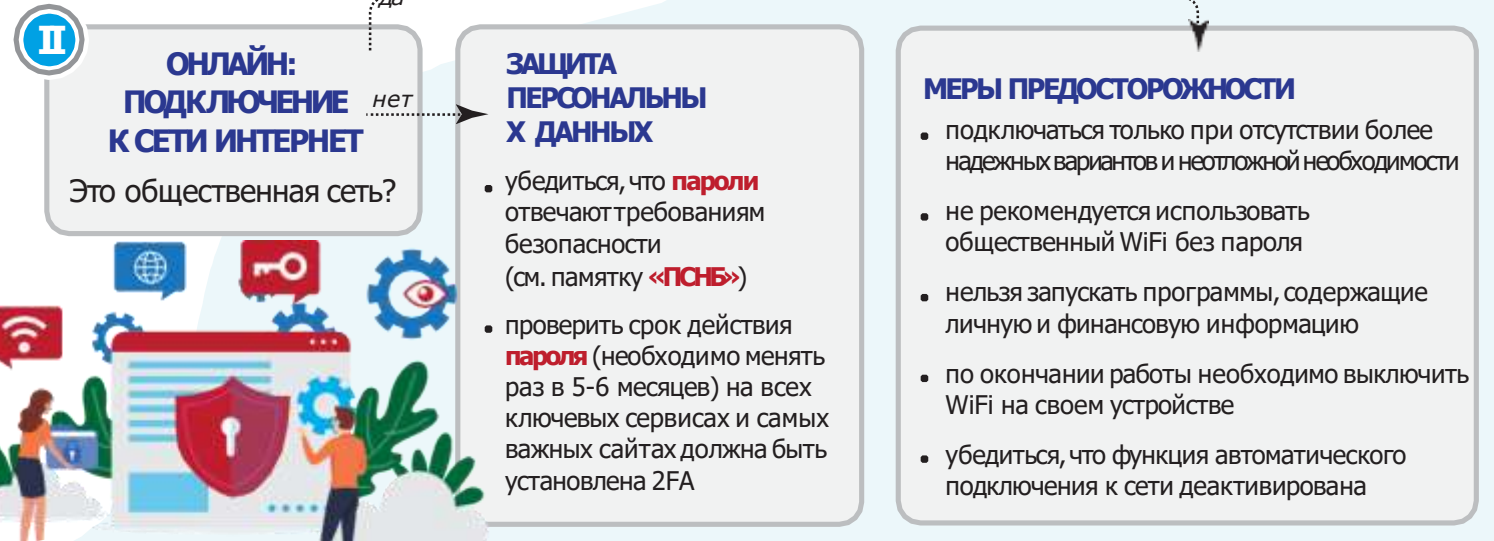 да
II
ОНЛАЙН:
ПОДКЛЮЧЕНИЕ
К СЕТИ ИНТЕРНЕТ
Это общественная сеть?
нет
ЗАЩИТА
ПЕРСОНАЛЬНЫ
Х ДАННЫХ
• убедиться, что пароли
отвечают требованиям
безопасности
(см. памятку «ПСНБ»)
• проверить срок действия
пароля (необходимо менять
раз в 5-6 месяцев) на всех
ключевых сервисах и самых
важных сайтах должна быть
установлена 2FA
МЕРЫ ПРЕДОСТОРОЖНОСТИ
• подключаться только при отсутствии более
надежных вариантов и неотложной необходимости
• не рекомендуется использовать
общественный WiFi без пароля
• нельзя запускать программы, содержащие
личную и финансовую информацию
• по окончании работы необходимо выключить
WiFi на своем устройстве
• убедиться, что функция автоматического
подключения к сети деактивирована